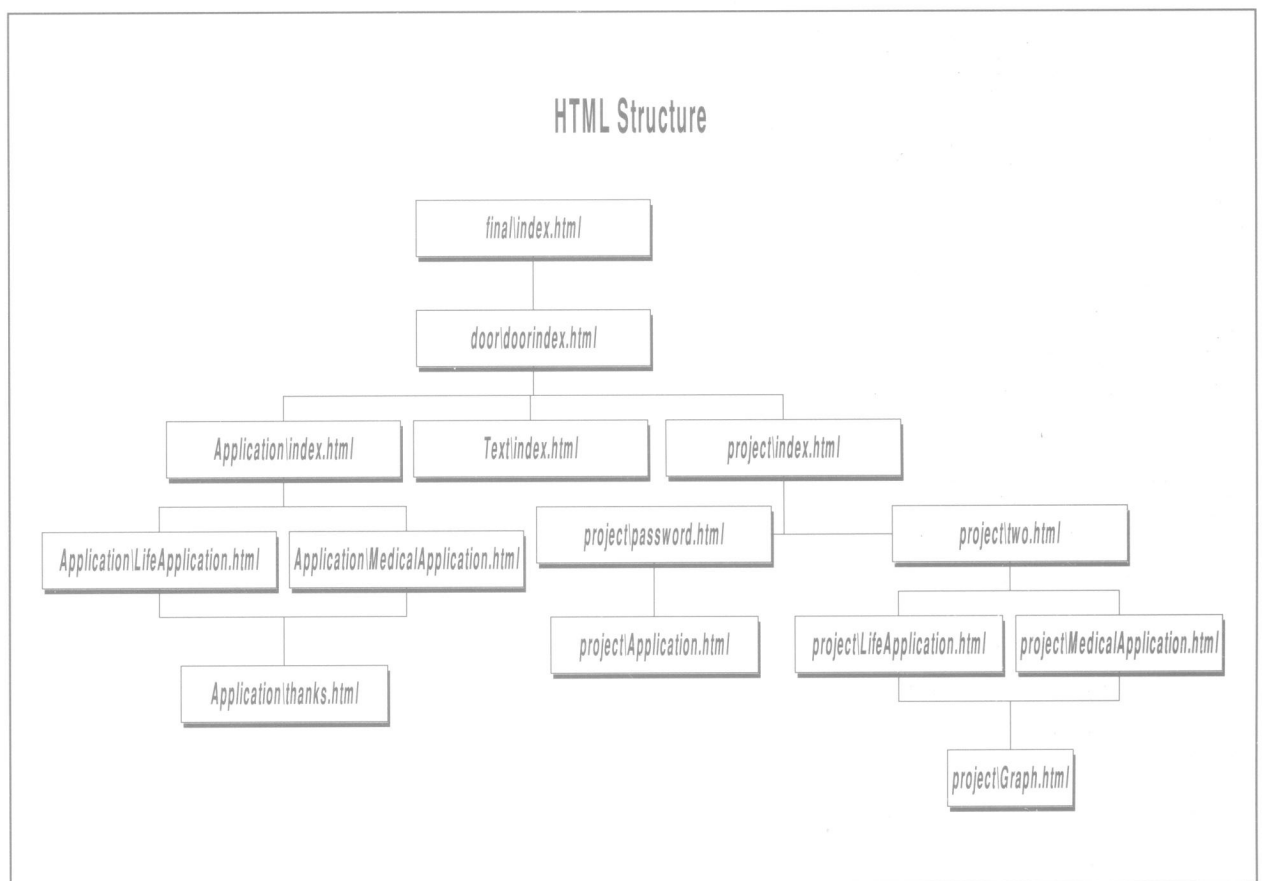 HTML Structure
final\index.html
door\doorindex.html
Application\index.html
Text\index.html
project\index.html
project\password.html
project\two.html
Application\LifeApplication.html
Application\MedicalApplication.html
project\Application.html
project\LifeApplication.html
project\MedicalApplication.html
Application\thanks.html
project\Graph.html